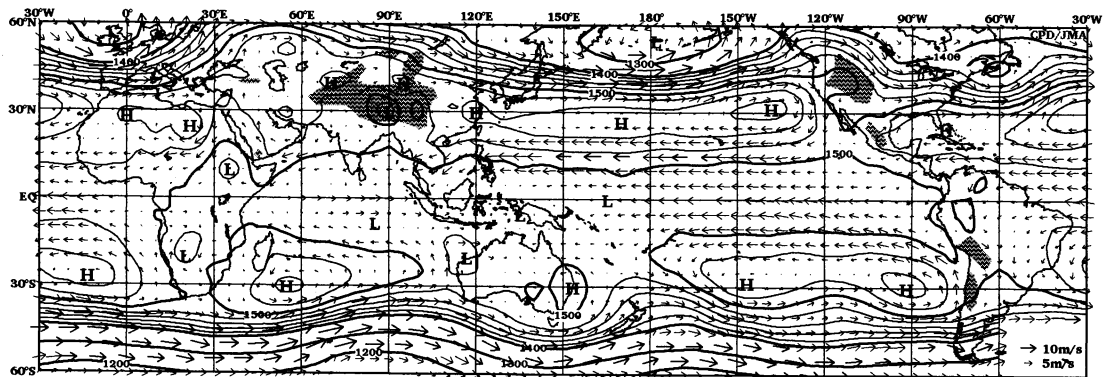 30°W 0° 30°E 60°E 90°E 120°E 150°E 180° 150°W 120°W 90°W 60°W 30°W
60°N
CPD/JMA
1400 1300 1400
1400
1500
30°N H H H H H
H H
1500
L
EQ L
L
L L
H H H H H
30°S
1500 1500
1400
1200 1200 1300
60°S
10m/s
5m/s